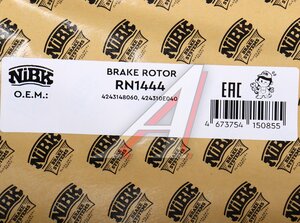 NiBK
O.E.M.:
BRAKE ROTOR
RN1444
4243148060, 424310E040
EAC
4 673754 150855